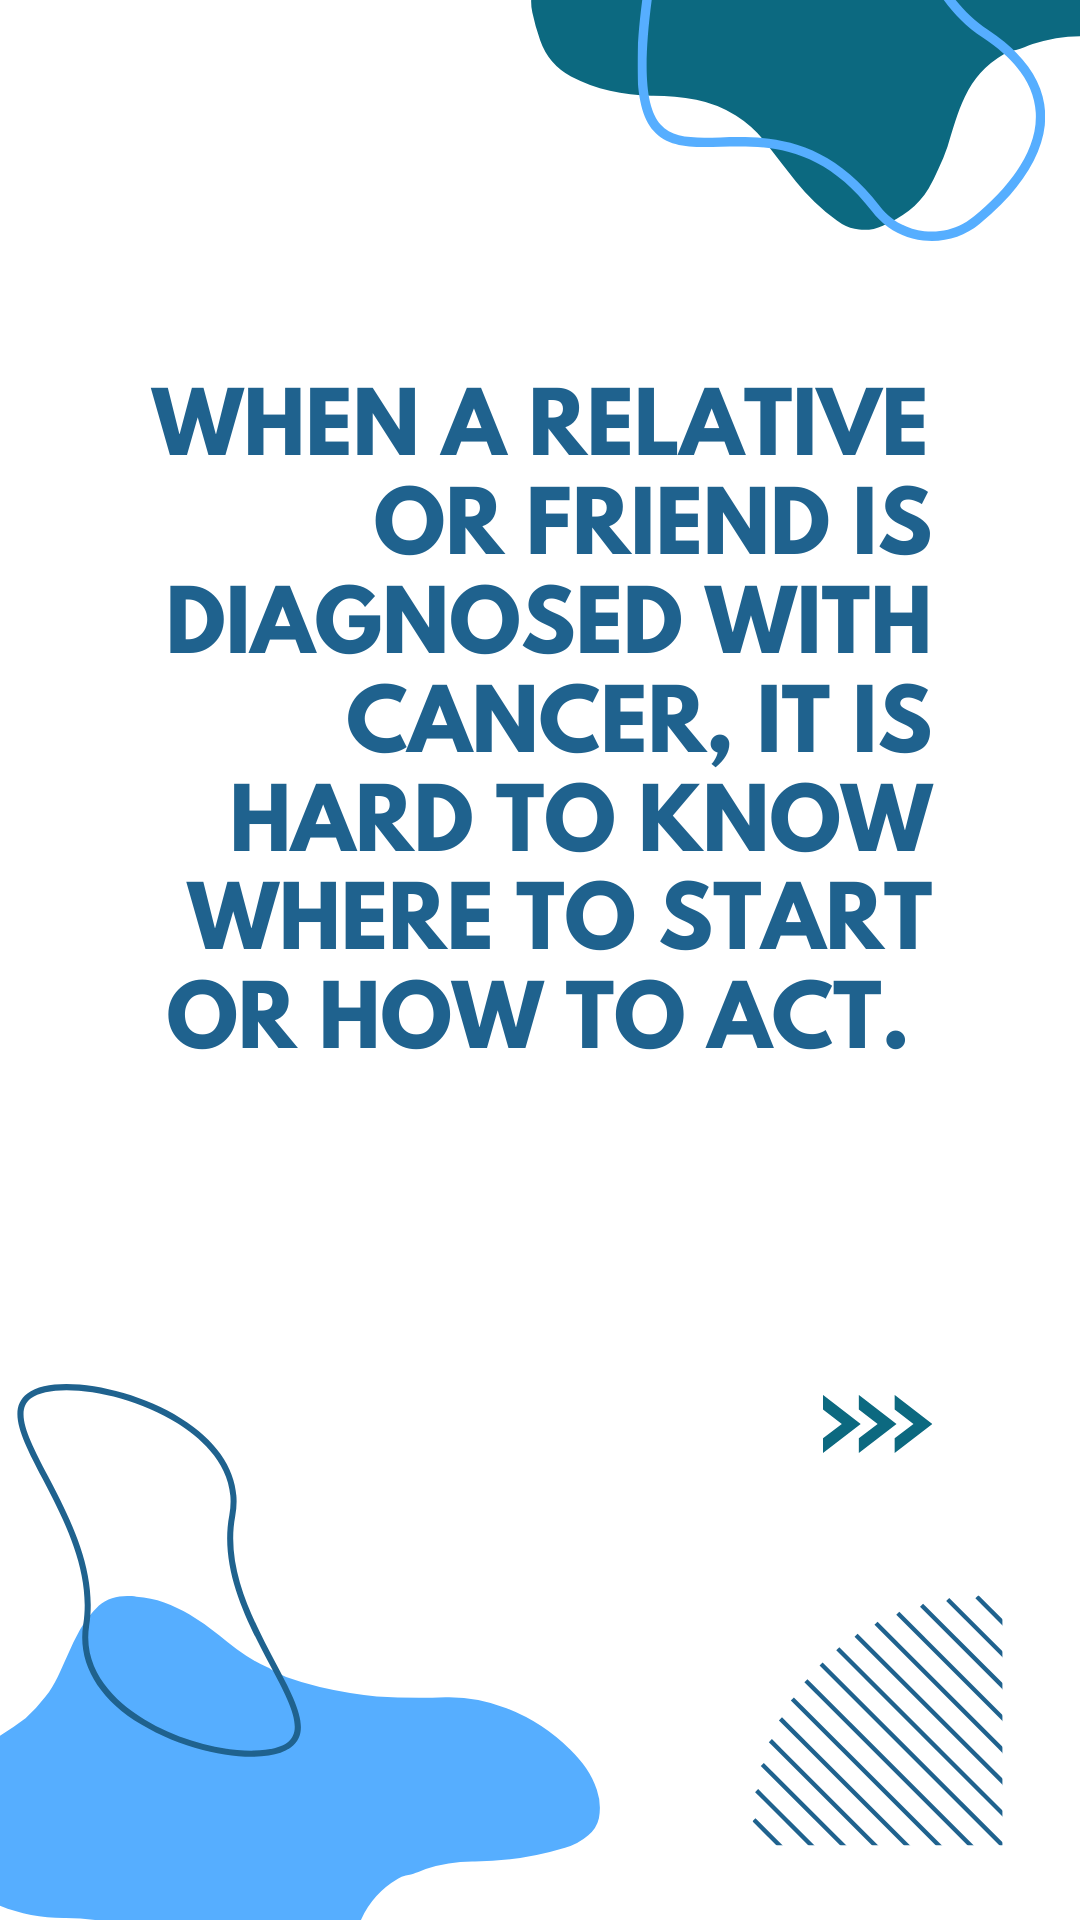 WHEN A RELATIVE
OR FRIEND IS
DIAGNOSED WITH
CANCER, IT IS
HARD TO KNOW
WHERE TO START
OR HOW TO ACT.